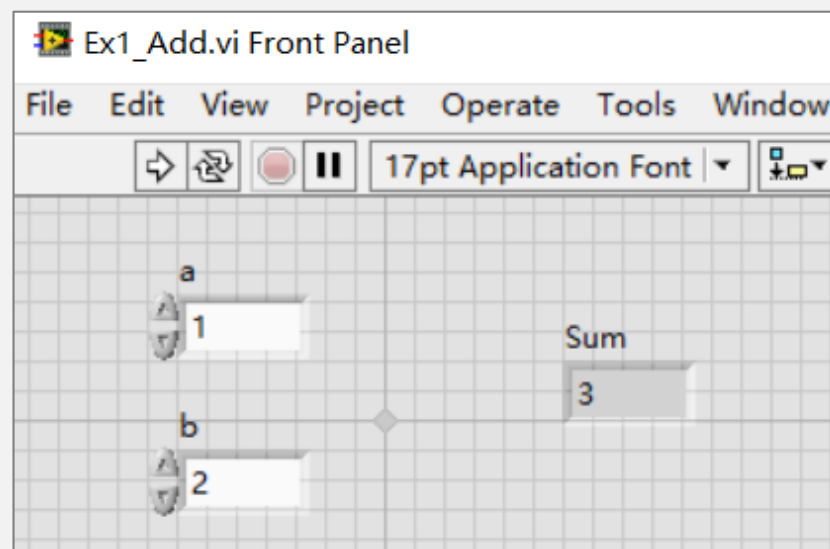 Ex1_Add.vi Front Panel
File Edit View Project Operate Tools Window
17pt Application Font
a
1
Sum
3
b
2